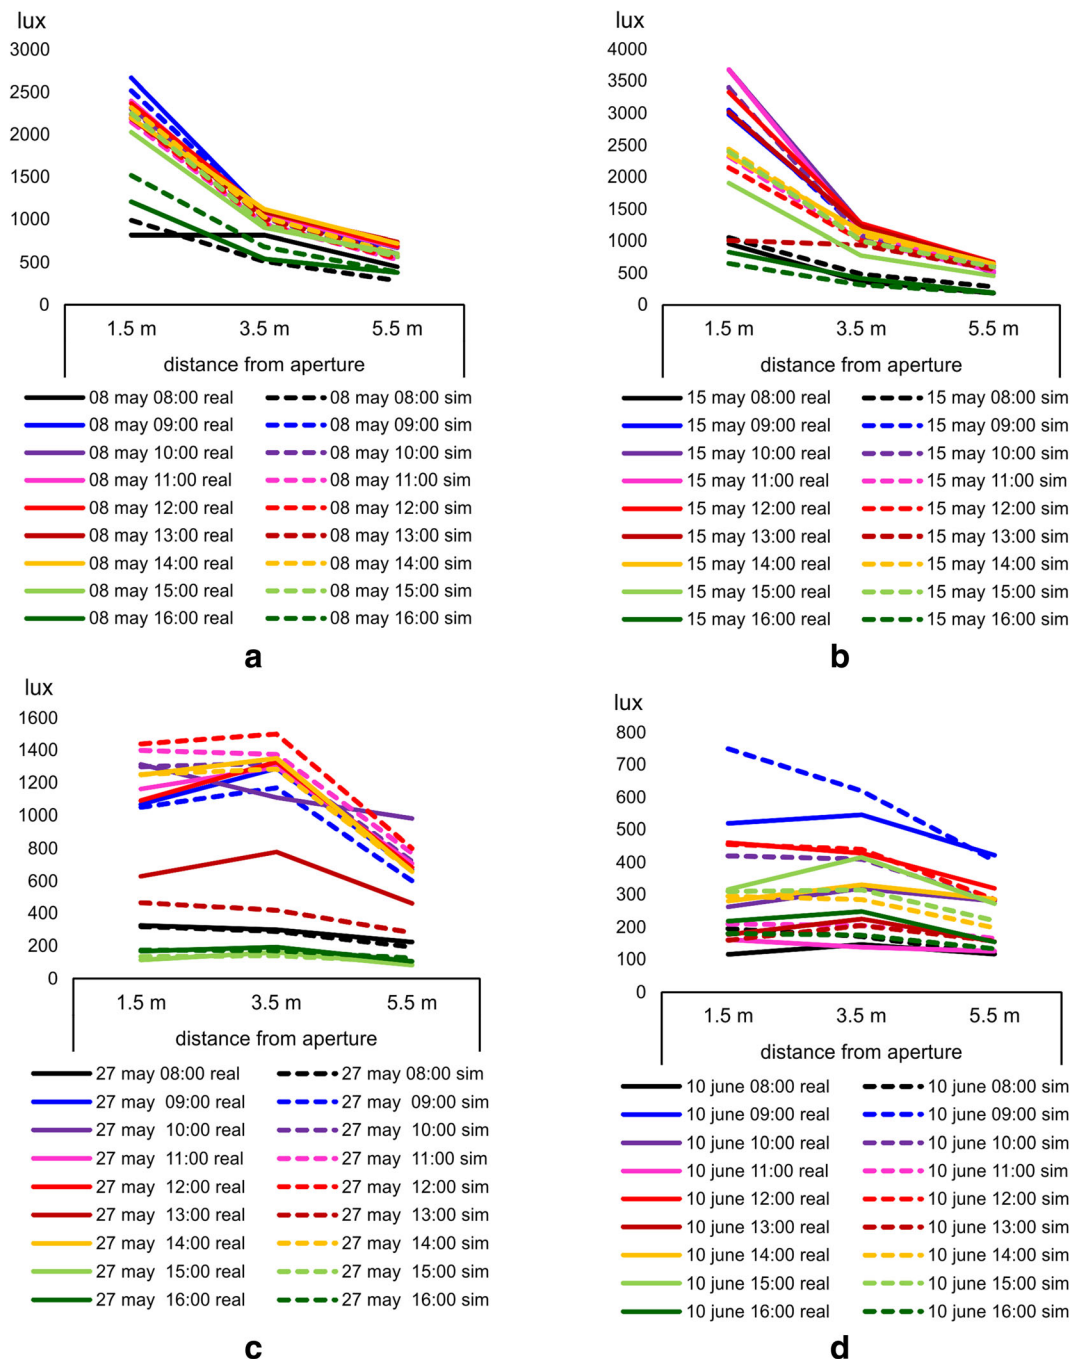 lux
3000
2500
2000
1500
1000
500
0
1.5 m 3.5 m 5.5 m
distance from aperture
08 may 08:00 real 08 may 08:00 sim
08 may 09:00 real 08 may 09:00 sim
08 may 10:00 real 08 may 10:00 sim
08 may 11:00 real 08 may 11:00 sim
08 may 12:00 real 08 may 12:00 sim
08 may 13:00 real 08 may 13:00 sim
08 may 14:00 real 08 may 14:00 sim
08 may 15:00 real 08 may 15:00 sim
08 may 16:00 real 08 may 16:00 sim
a
lux
4000
3500
3000
2500
2000
1500
1000
500
0
1.5 m 3.5 m 5.5 m
distance from aperture
15 may 08:00 real 15 may 08:00 sim
15 may 09:00 real 15 may 09:00 sim
15 may 10:00 real 15 may 10:00 sim
15 may 11:00 real 15 may 11:00 sim
15 may 12:00 real 15 may 12:00 sim
15 may 13:00 real 15 may 13:00 sim
15 may 14:00 real 15 may 14:00 sim
15 may 15:00 real 15 may 15:00 sim
15 may 16:00 real 15 may 16:00 sim
b
lux
1600
1400
1200
1000
800
600
400
200
0
1.5 m 3.5 m 5.5 m
distance from aperture
27 may 08:00 real 27 may 08:00 sim
27 may 09:00 real 27 may 09:00 sim
27 may 10:00 real 27 may 10:00 sim
27 may 11:00 real 27 may 11:00 sim
27 may 12:00 real 27 may 12:00 sim
27 may 13:00 real 27 may 13:00 sim
27 may 14:00 real 27 may 14:00 sim
27 may 15:00 real 27 may 15:00 sim
27 may 16:00 real 27 may 16:00 sim
c
lux
800
700
600
500
400
300
200
100
0
1.5 m 3.5 m 5.5 m
distance from aperture
10 june 08:00 real 10 june 08:00 sim
10 june 09:00 real 10 june 09:00 sim
10 june 10:00 real 10 june 10:00 sim
10 june 11:00 real 10 june 11:00 sim
10 june 12:00 real 10 june 12:00 sim
10 june 13:00 real 10 june 13:00 sim
10 june 14:00 real 10 june 14:00 sim
10 june 15:00 real 10 june 15:00 sim
10 june 16:00 real 10 june 16:00 sim
d